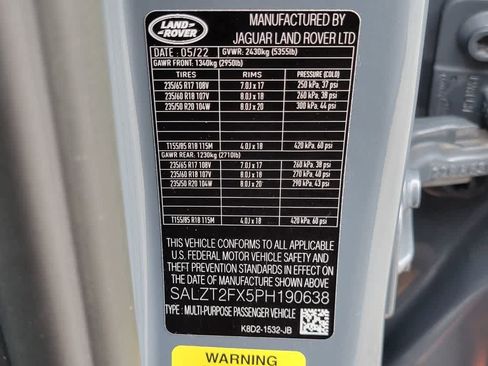 LAND ROVER
MANUFACTURED BY
JAGUAR LAND ROVER LTD
DATE : 05/22 GVWR: 2430kg (5355lb)
GAWR FRONT: 1340kg (2950lb)
TIRES RIMS PRESSURE (COLD)
235/65 R17 108V 7.0J x 17 250 kPa, 37 psi
235/60 R18 107V 8.0J x 18 260 kPa, 38 psi
235/50 R20 104W 8.0J x 20 300 kPa, 44 psi
T155/85 R18 115M 4.0J x 18 420 kPa, 60 psi
GAWR REAR: 1230kg (2710lb)
235/65 R17 108V 7.0J x 17 260 kPa, 38 psi
235/60 R18 107V 8.0J x 18 270 kPa, 40 psi
235/50 R20 104W 8.0J x 20 290 kPa, 43 psi
T155/85 R18 115M 4.0J x 18 420 kPa, 60 psi
THIS VEHICLE CONFORMS TO ALL APPLICABLE
U.S. FEDERAL MOTOR VEHICLE SAFETY AND
THEFT PREVENTION STANDARDS IN EFFECT ON
THE DATE OF MANUFACTURE SHOWN ABOVE
SALZT2FX5PH190638
TYPE : MULTI-PURPOSE PASSENGER VEHICLE
K8D2-1532-JB
WARNING